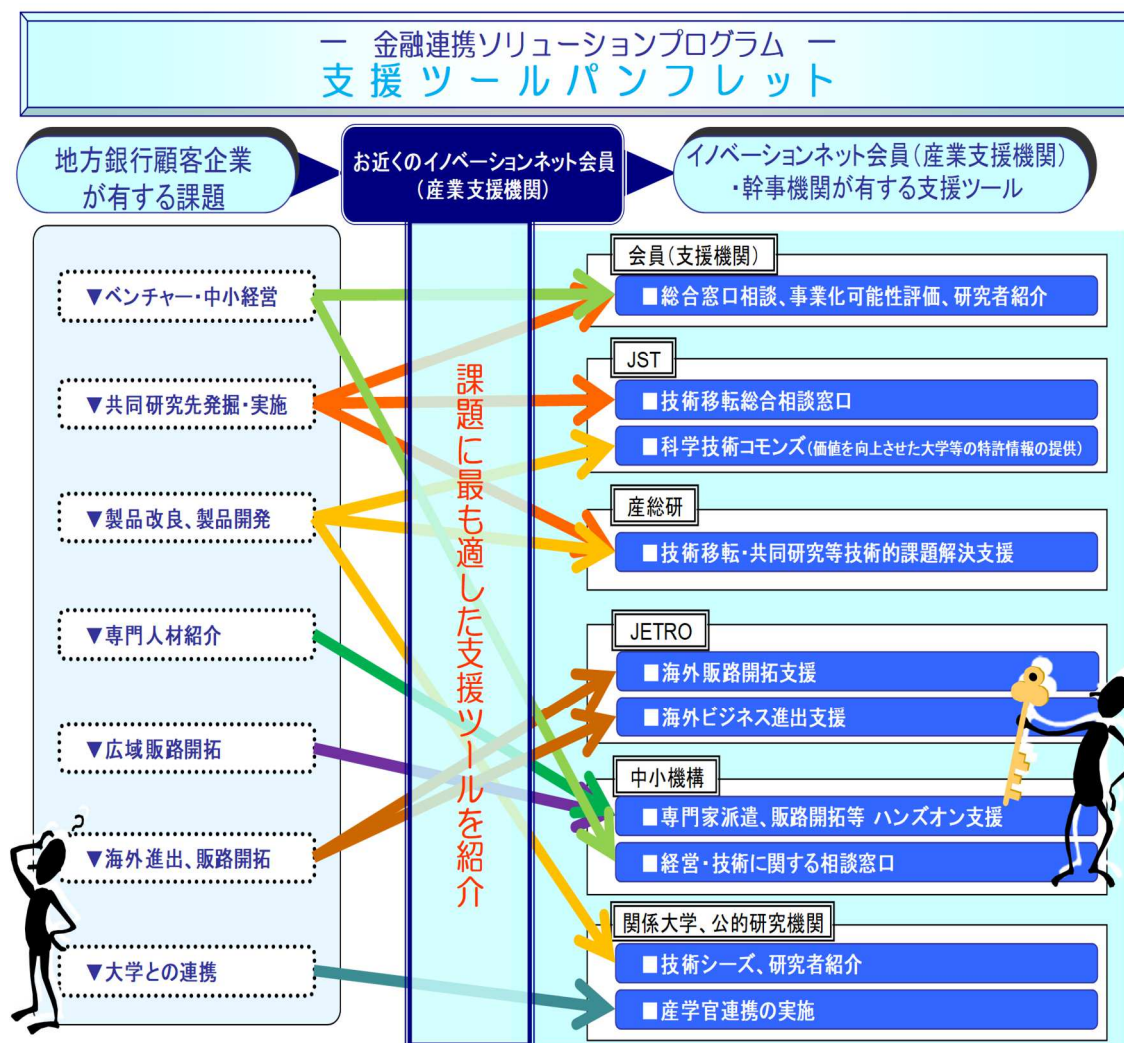 ― 金融連携ソリューションプログラム ―
支援ツールパンフレット
地方銀行顧客企業
が有する課題
お近くのイノベーションネット会員
(産業支援機関)
イノベーションネット会員(産業支援機関)
・幹事機関が有する支援ツール
▼ベンチャー・中小経営
▼共同研究先発掘・実施
▼製品改良、製品開発
▼専門人材紹介
▼広域販路開拓
▼海外進出、販路開拓
▼大学との連携
?
課題に最も適した支援ツールを紹介
会員(支援機関)
■総合窓口相談、事業化可能性評価、研究者紹介
JST
■技術移転総合相談窓口
■科学技術コモンズ(価値を向上させた大学等の特許情報の提供)
産総研
■技術移転・共同研究等技術的課題解決支援
JETRO
■海外販路開拓支援
■海外ビジネス進出支援
中小機構
■専門家派遣、販路開拓等 ハンズオン支援
■経営・技術に関する相談窓口
関係大学、公的研究機関
■技術シーズ、研究者紹介
■産学官連携の実施